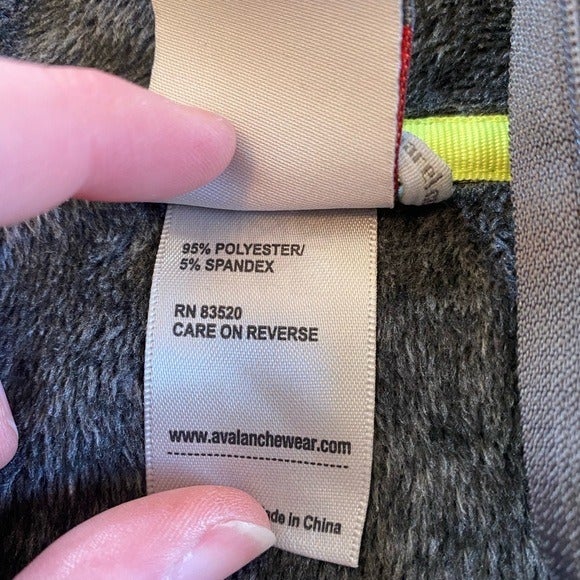 95% POLYESTER/
5% SPANDEX
RN 83520
CARE ON REVERSE
www.avalanchewear.com
in China